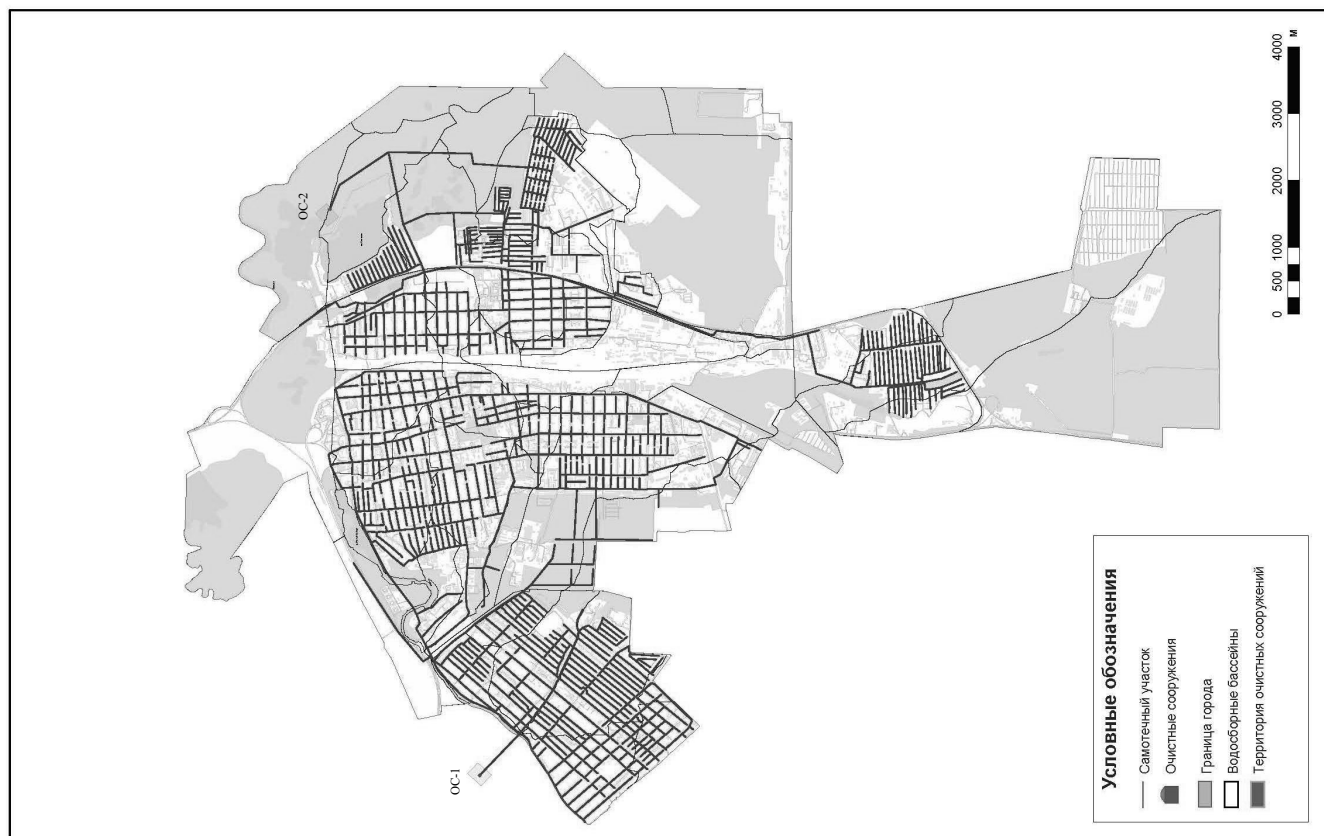 ОС-2
ОС-1
0 500 1000 2000 3000 4000
м
Условные обозначения
Самотечный участок
Очистные сооружения
Граница города
Водосборные бассейны
Территория очистных сооружений